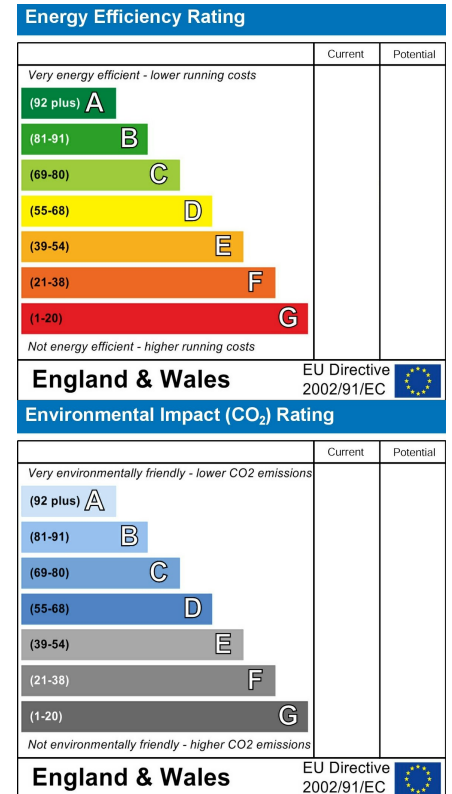 Energy Efficiency Rating
Current Potential
Very energy efficient - lower running costs
(92 plus) A
(81-91) B
(69-80) C
(55-68) D
(39-54) E
(21-38) F
(1-20) G
Not energy efficient - higher running costs
England & Wales
EU Directive
2002/91/EC
Environmental Impact (CO₂) Rating
Current Potential
Very environmentally friendly - lower CO2 emissions
(92 plus) A
(81-91) B
(69-80) C
(55-68) D
(39-54) E
(21-38) F
(1-20) G
Not environmentally friendly - higher CO2 emissions
England & Wales
EU Directive
2002/91/EC